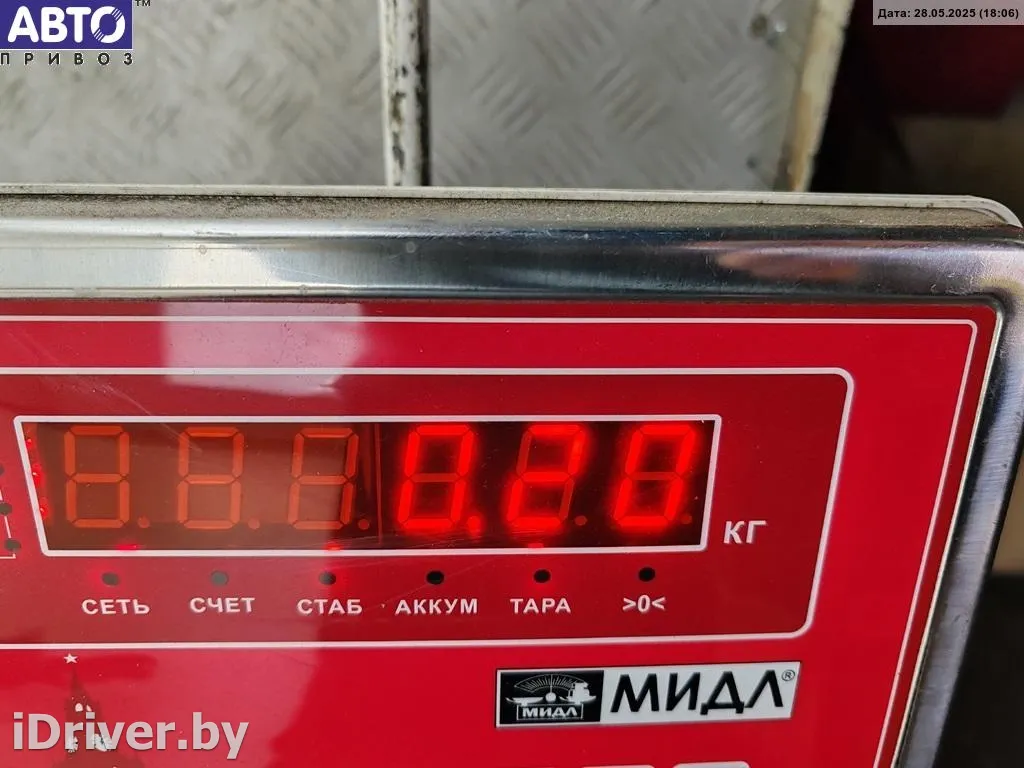 АВТО™
ПРИВОЗ
Дата: 28.05.2025 (18:06)
0.20
КГ
СЕТЬ СЧЕТ СТАБ АККУМ ТАРА >0<
МИДЛ МИДЛ®
iDriver.by